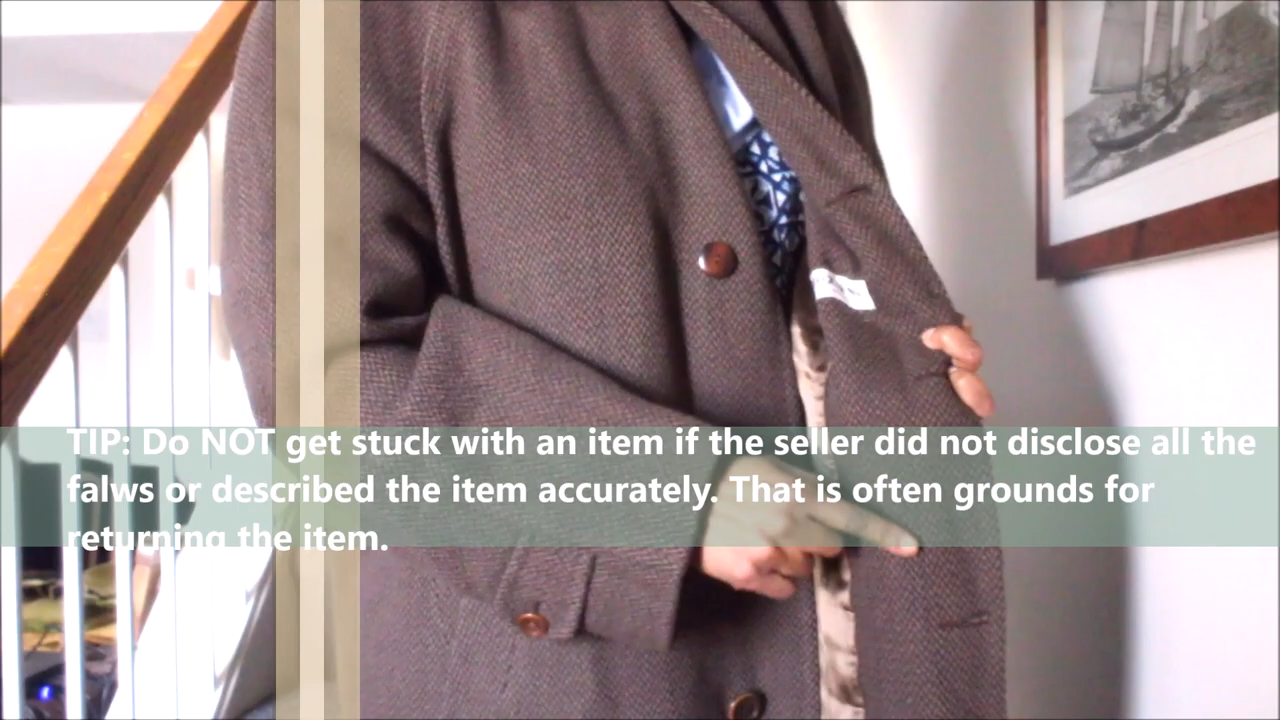 TIP: Do NOT get stuck with an item if the seller did not disclose all the
falws or described the item accurately. That is often grounds for
returning the item.